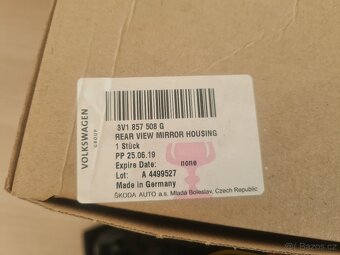 VOLKSWAGEN
GROUP
3V1 857 508 G
REAR VIEW MIRROR HOUSING
1 Stück
PP 25.06.19
Expire Date: none
Lot: A 4499527
Made in Germany
ŠKODA AUTO a.s. Mladá Boleslav, Czech Republic
Sbazar.cz